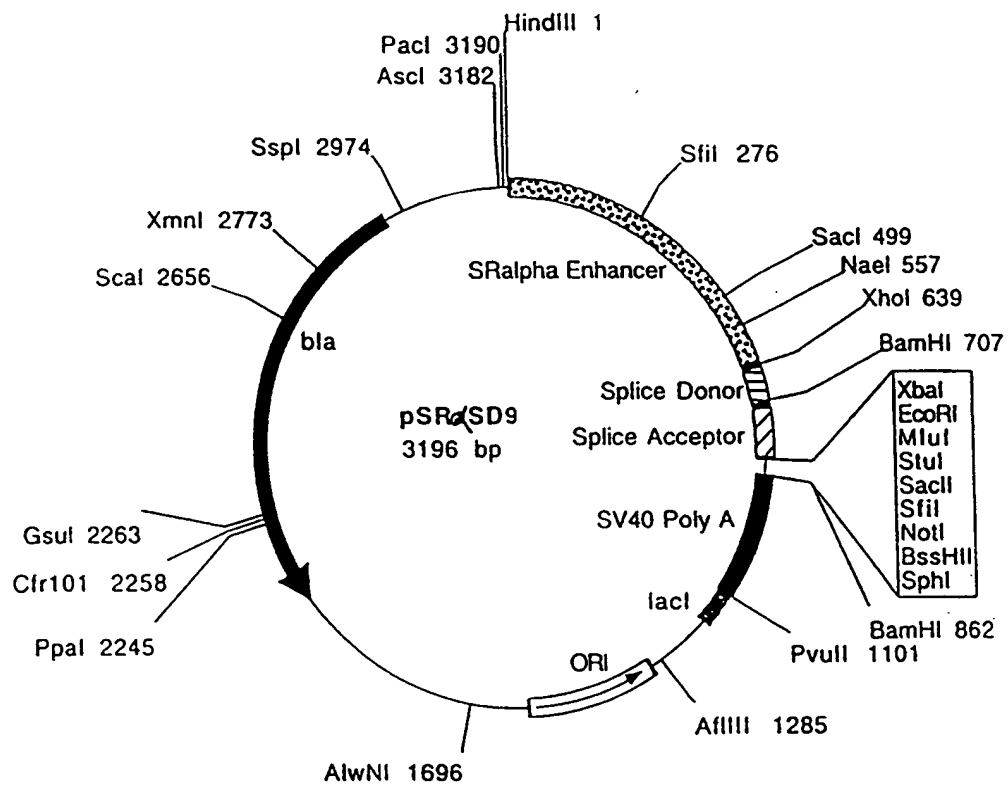 HindIII 1
PacI 3190
AscI 3182
SspI 2974
SfiI 276
XmnI 2773
SacI 499
NaeI 557
ScaI 2656
SRalpha Enhancer
XhoI 639
bla
BamHI 707
Splice Donor
XbaI
EcoRI
MluI
StuI
SacII
SfiI
NotI
BssHII
SphI
pSRα/SD9
3196 bp
Splice Acceptor
SV40 Poly A
GsuI 2263
Cfr101 2258
PpaI 2245
lacI
BamHI 862
PvuII 1101
ORI
AflIII 1285
AlwNI 1696